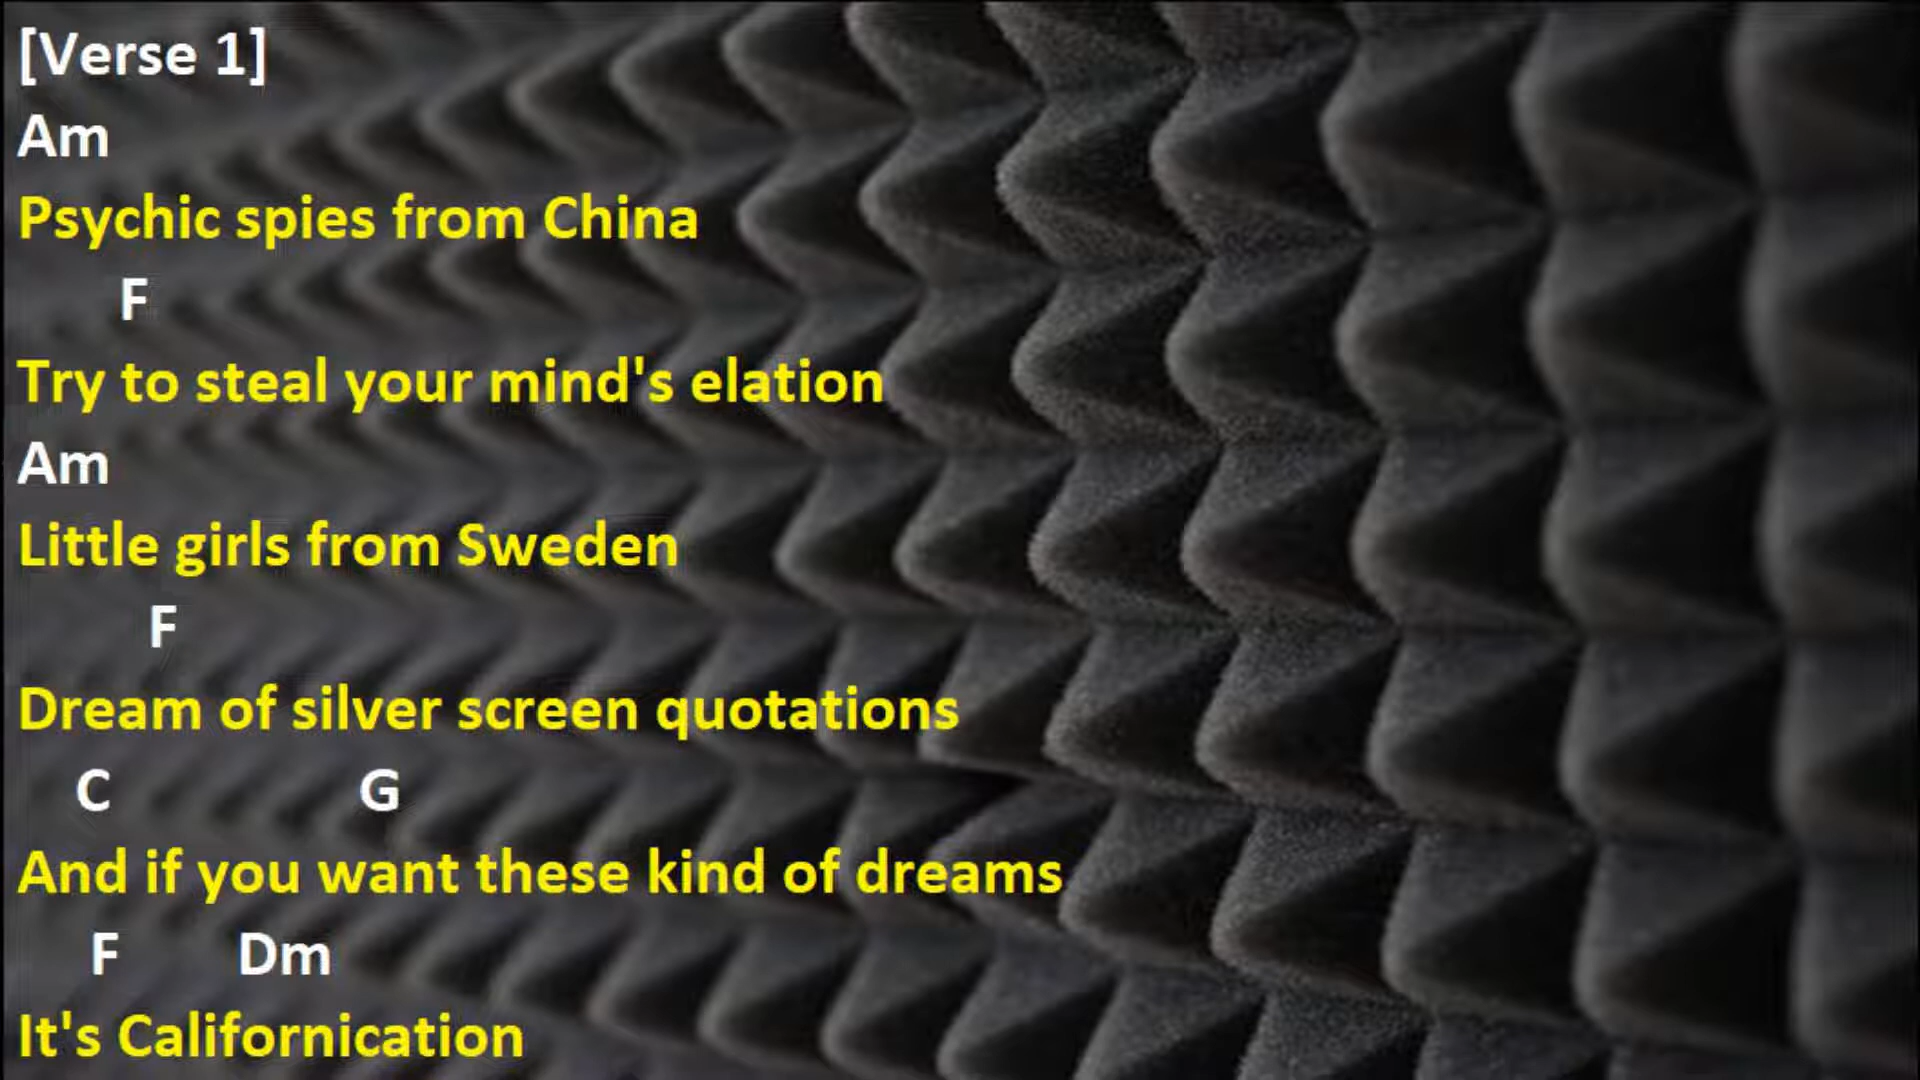 [Verse 1]
Am
Psychic spies from China
F
Try to steal your mind's elation
Am
Little girls from Sweden
F
Dream of silver screen quotations
C G
And if you want these kind of dreams
F Dm
It's Californication